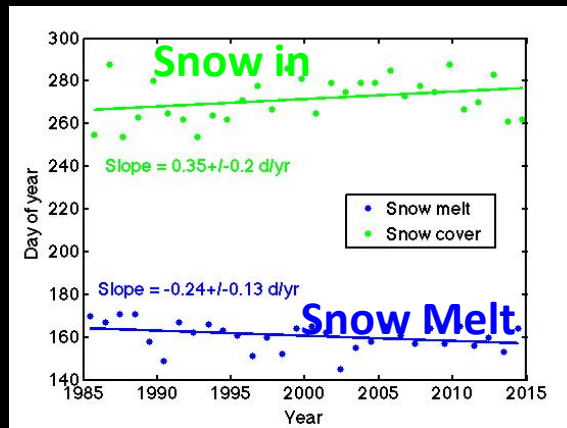 300
Snow in
280
260
240
Slope = 0.35+/-0.2 d/yr
220
Day of year
Snow melt
Snow cover
200
180
Slope = -0.24+/-0.13 d/yr
Snow Melt
160
140
1985 1990 1995 2000 2005 2010 2015
Year